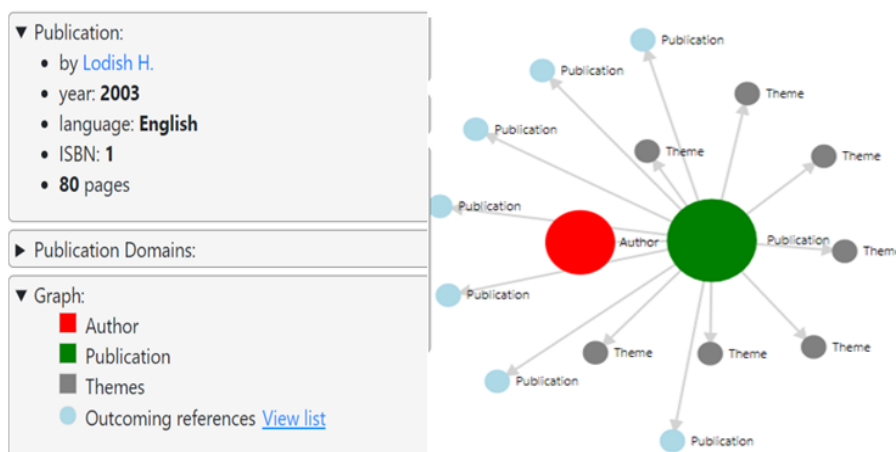 ▼ Publication:
• by Lodish H.
• year: 2003
• language: English
• ISBN: 1
• 80 pages
▶ Publication Domains:
▼ Graph:
Author
Publication
Themes
Outcoming references View list
Publication
Publication
Theme
Publication
Theme
Theme
Publication
Author
Publication
Theme
Publication
Theme
Theme
Theme
Publication
Publication